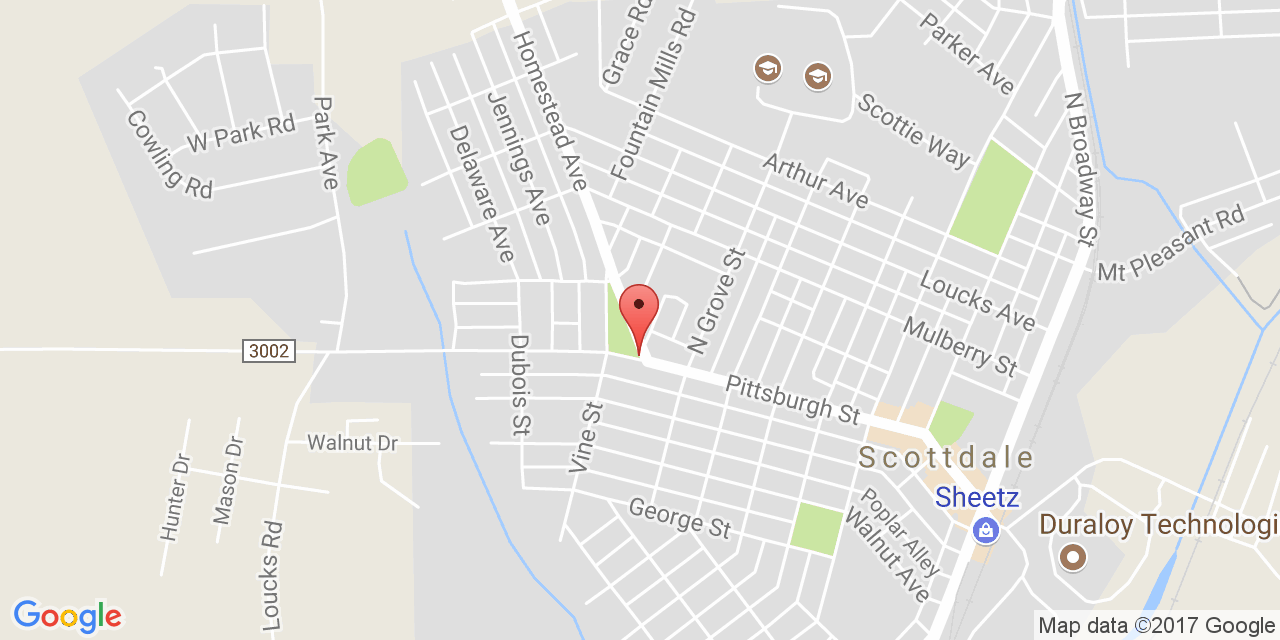 Grace Rd
Homestead Ave
Fountain Mills Rd
Parker Ave
Park Ave
W Park Rd
Cowling Rd
Jennings Ave
Delaware Ave
Scottie Way
N Broadway St
Arthur Ave
Mt Pleasant Rd
N Grove St
Loucks Ave
Mulberry St
3002
Dubois St
Pittsburgh St
Vine St
Walnut Dr
Hunter Dr
Mason Dr
Loucks Rd
Scottdale
Sheetz
George St
Poplar Alley
Walnut Ave
Duraloy Technologi
Google
Map data ©2017 Google